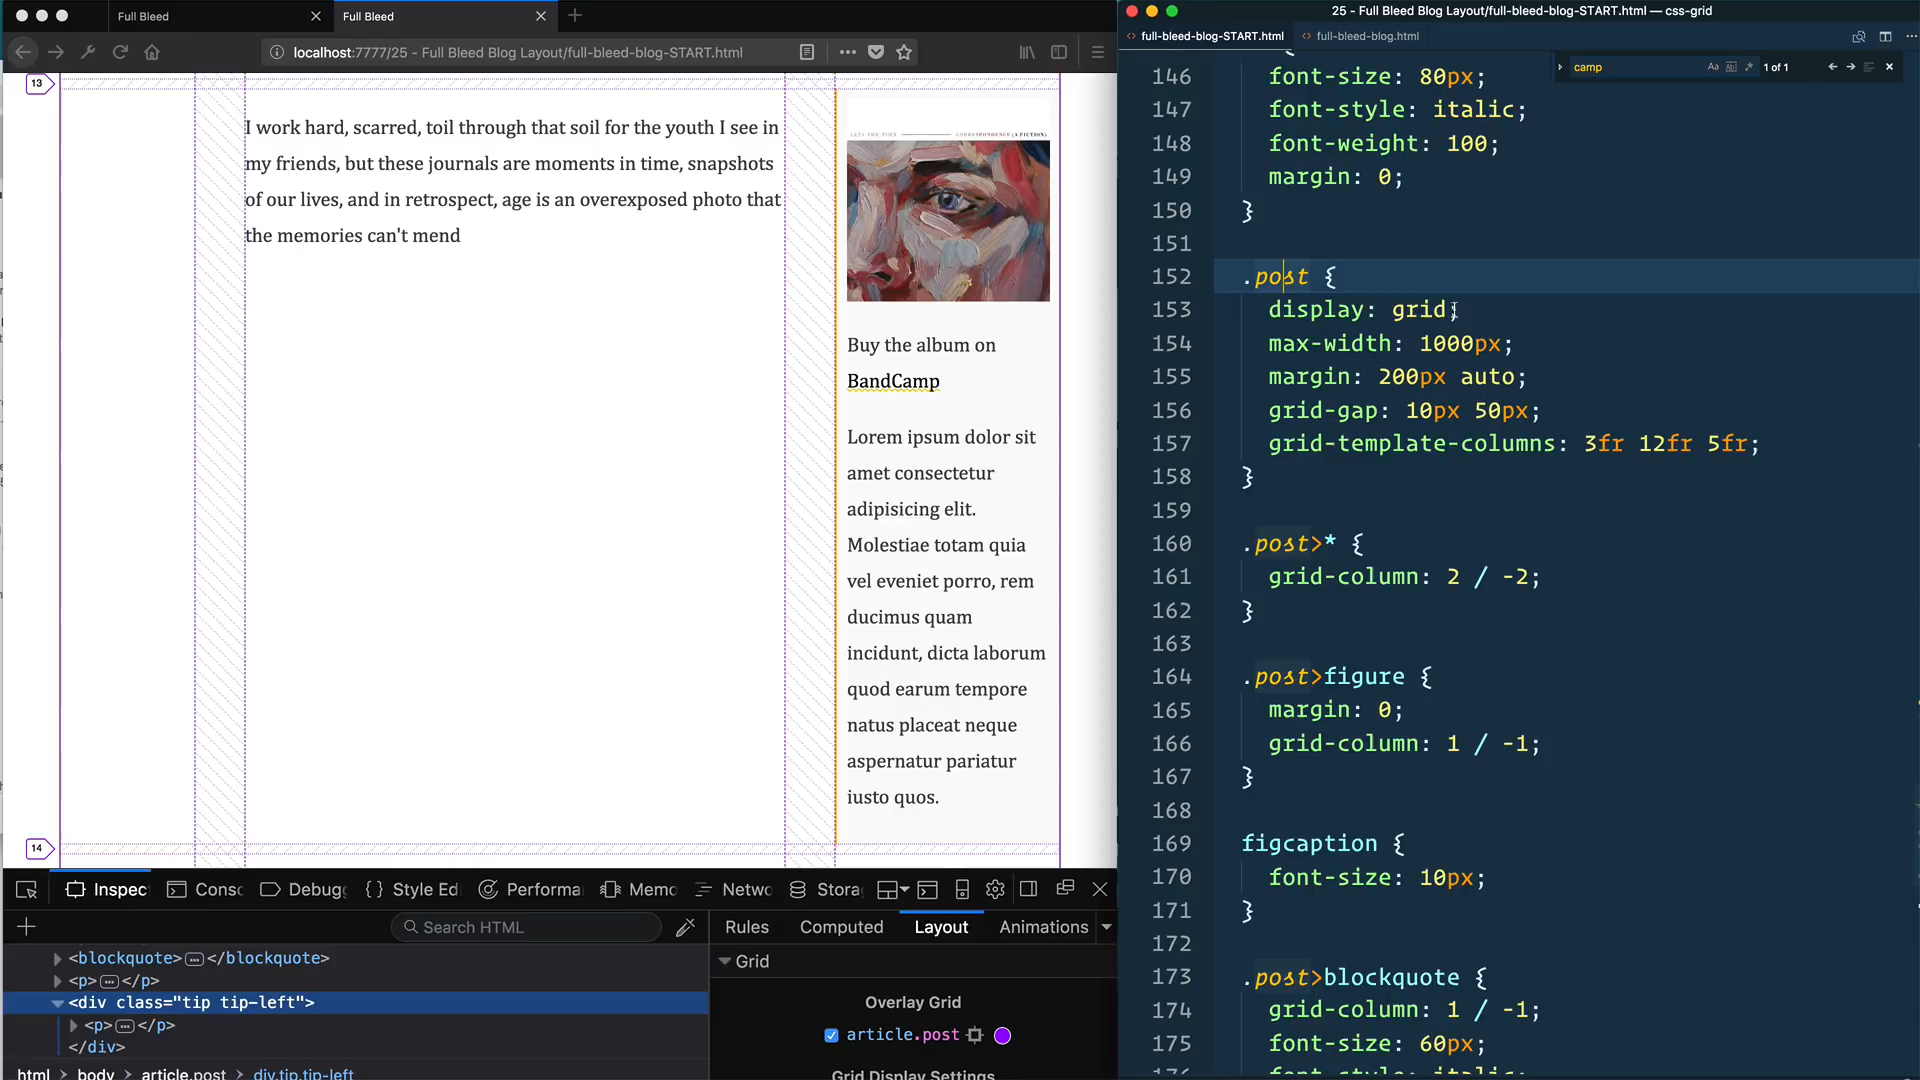 Full Bleed
Full Bleed
localhost:7777/25 - Full Bleed Blog Layout/full-bleed-blog-START.html
13
I work hard, scarred, toil through that soil for the youth I see in
my friends, but these journals are moments in time, snapshots
of our lives, and in retrospect, age is an overexposed photo that
the memories can't mend
CORRESPONDENCE (A FICTION)
Buy the album on
BandCamp
Lorem ipsum dolor sit
amet consectetur
adipisicing elit.
Molestiae totam quia
vel eveniet porro, rem
ducimus quam
incidunt, dicta laborum
quod earum tempore
natus placeat neque
aspernatur pariatur
iusto quos.
14
Inspec Conso Debugg Style Ed Performa Memo Netwo Stora
Search HTML
<blockquote>…</blockquote>
<p>…</p>
<div class="tip tip-left">
<p>…</p>
</div>
html > body > article.post > div.tip.tip-left
Rules Computed Layout Animations
Grid
Overlay Grid
article.post
Grid Display Settings
25 - Full Bleed Blog Layout/full-bleed-blog-START.html — css-grid
full-bleed-blog-START.html full-bleed-blog.html
camp Aa Abl .* 1 of 1
146 font-size: 80px;
147 font-style: italic;
148 font-weight: 100;
149 margin: 0;
150 }
151
152 .post {
153 display: grid;
154 max-width: 1000px;
155 margin: 200px auto;
156 grid-gap: 10px 50px;
157 grid-template-columns: 3fr 12fr 5fr;
158 }
159
160 .post>* {
161 grid-column: 2 / -2;
162 }
163
164 .post>figure {
165 margin: 0;
166 grid-column: 1 / -1;
167 }
168
169 figcaption {
170 font-size: 10px;
171 }
172
173 .post>blockquote {
174 grid-column: 1 / -1;
175 font-size: 60px;
176 font-style: italic;